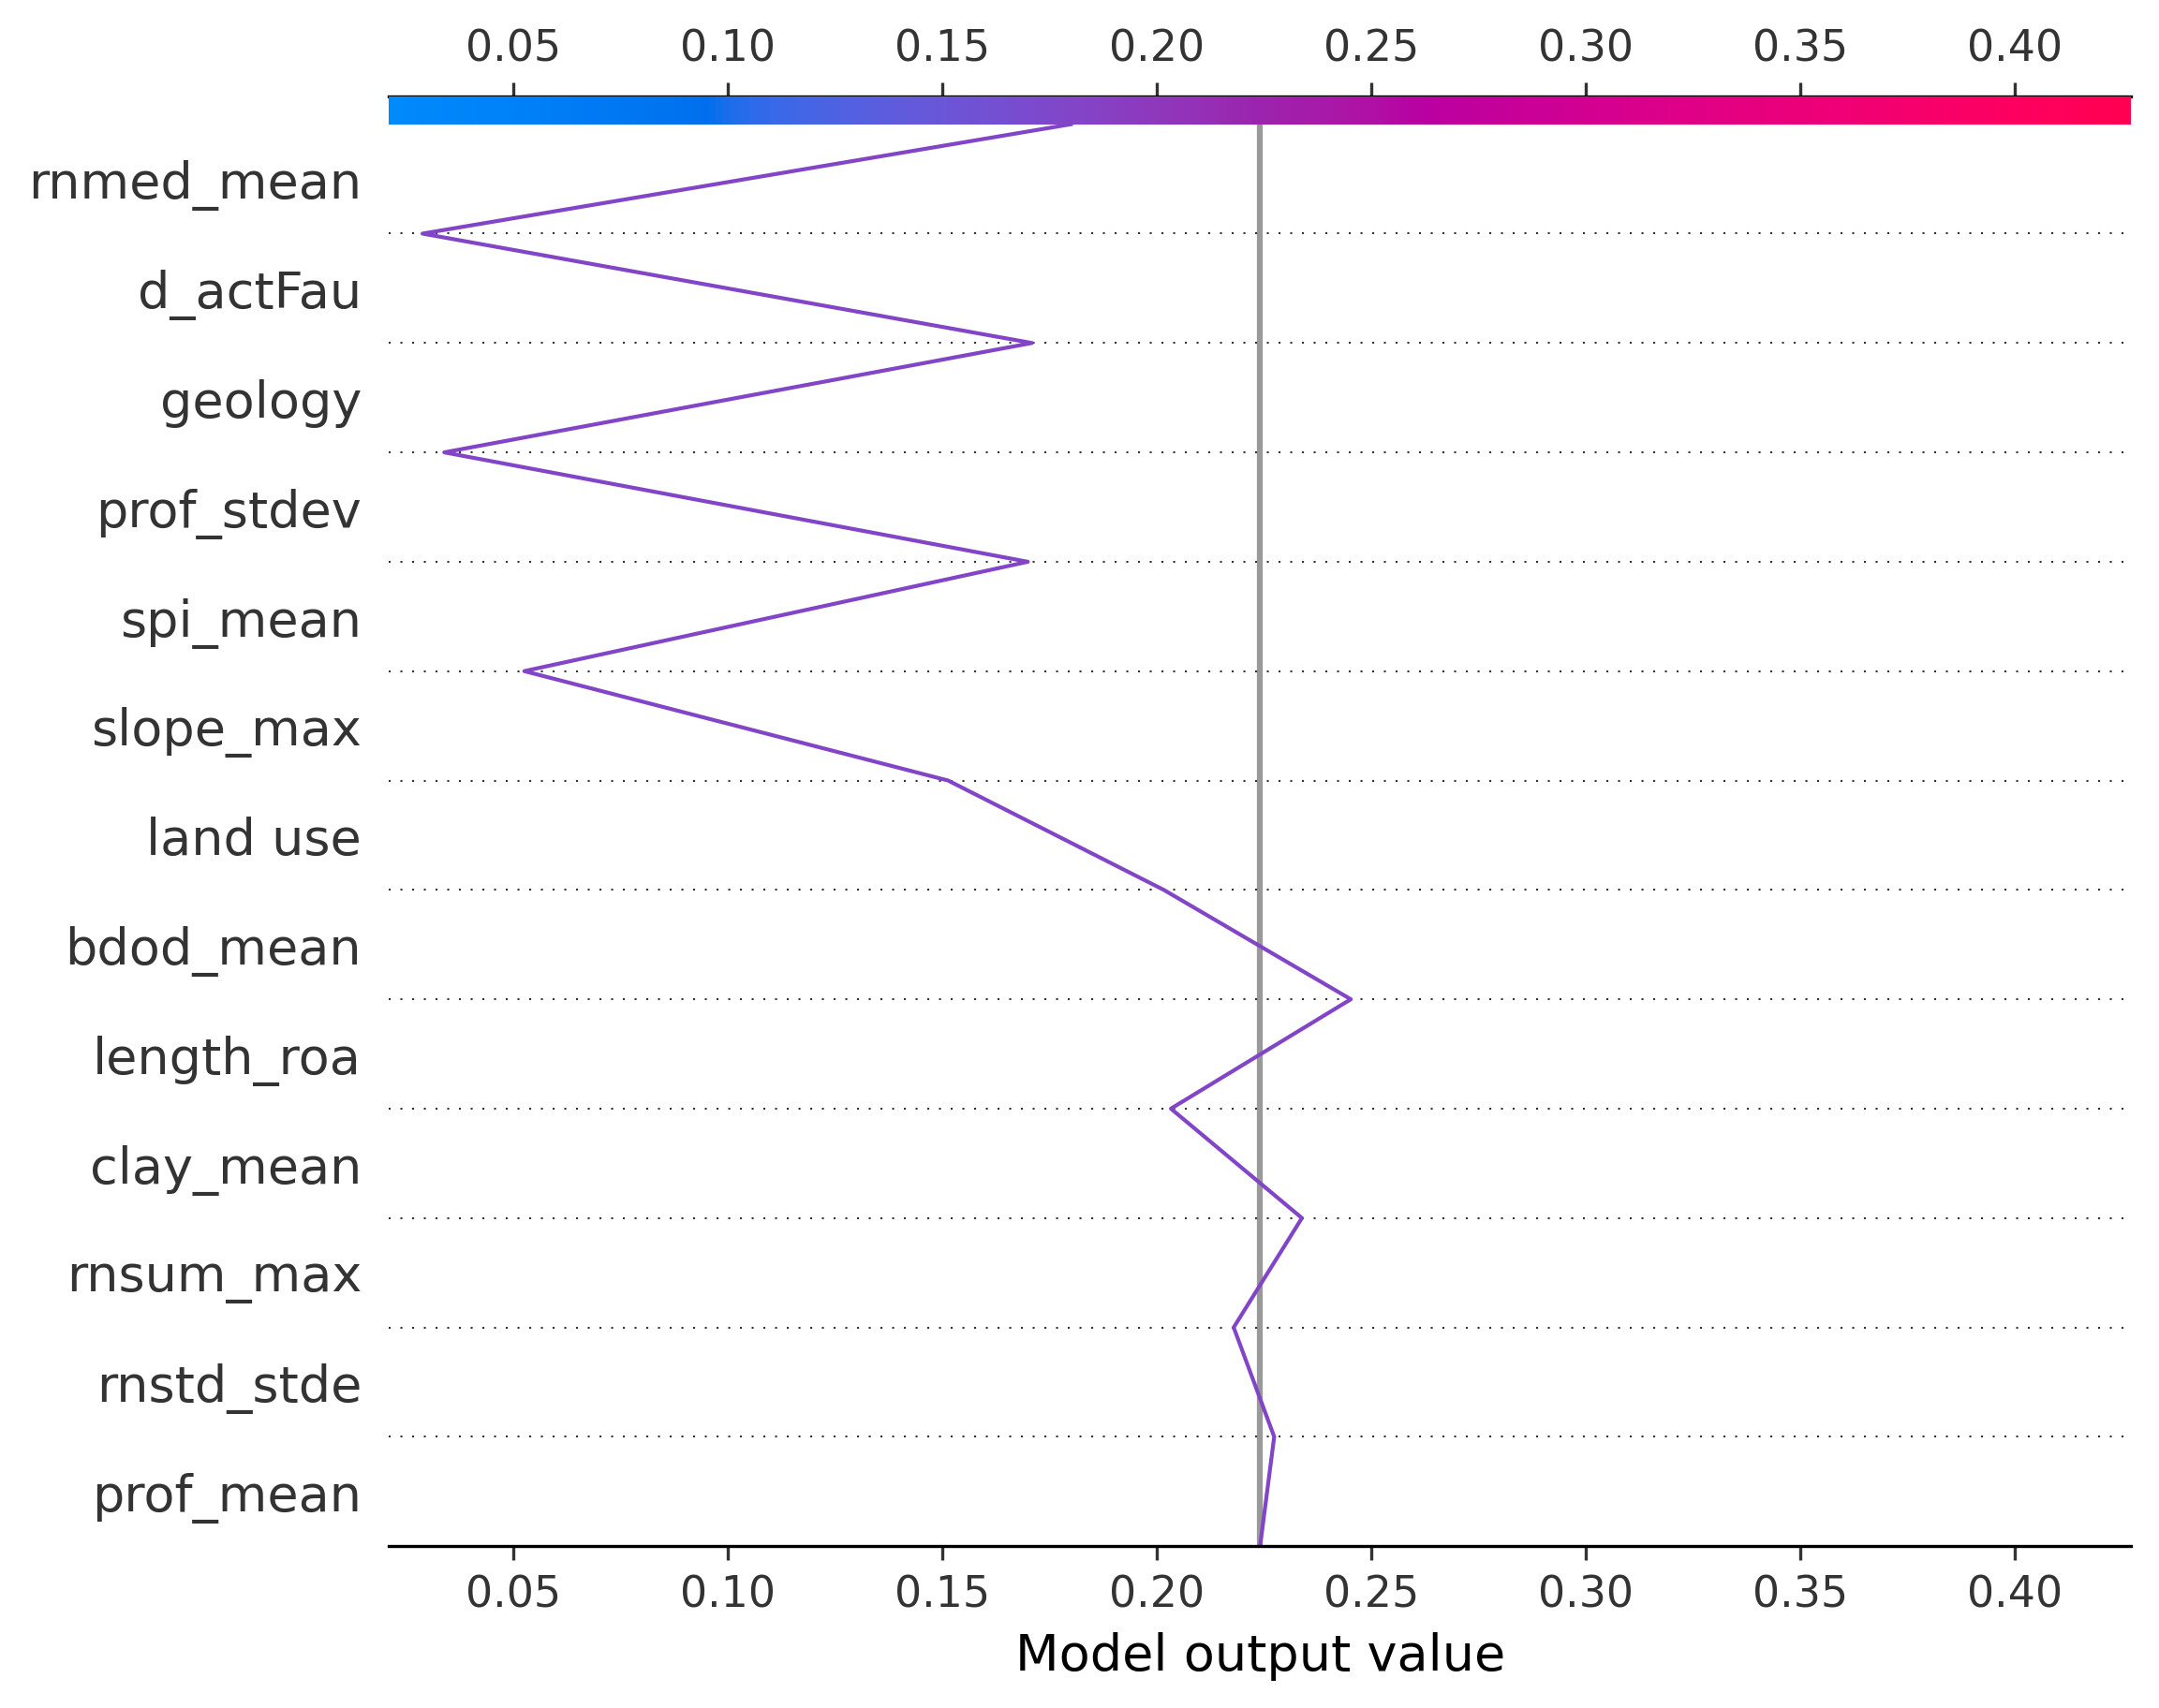 0.05 0.10 0.15 0.20 0.25 0.30 0.35 0.40
rnmed_mean
d_actFau
geology
prof_stdev
spi_mean
slope_max
land use
bdod_mean
length_roa
clay_mean
rnsum_max
rnstd_stde
prof_mean
0.05 0.10 0.15 0.20 0.25 0.30 0.35 0.40
Model output value